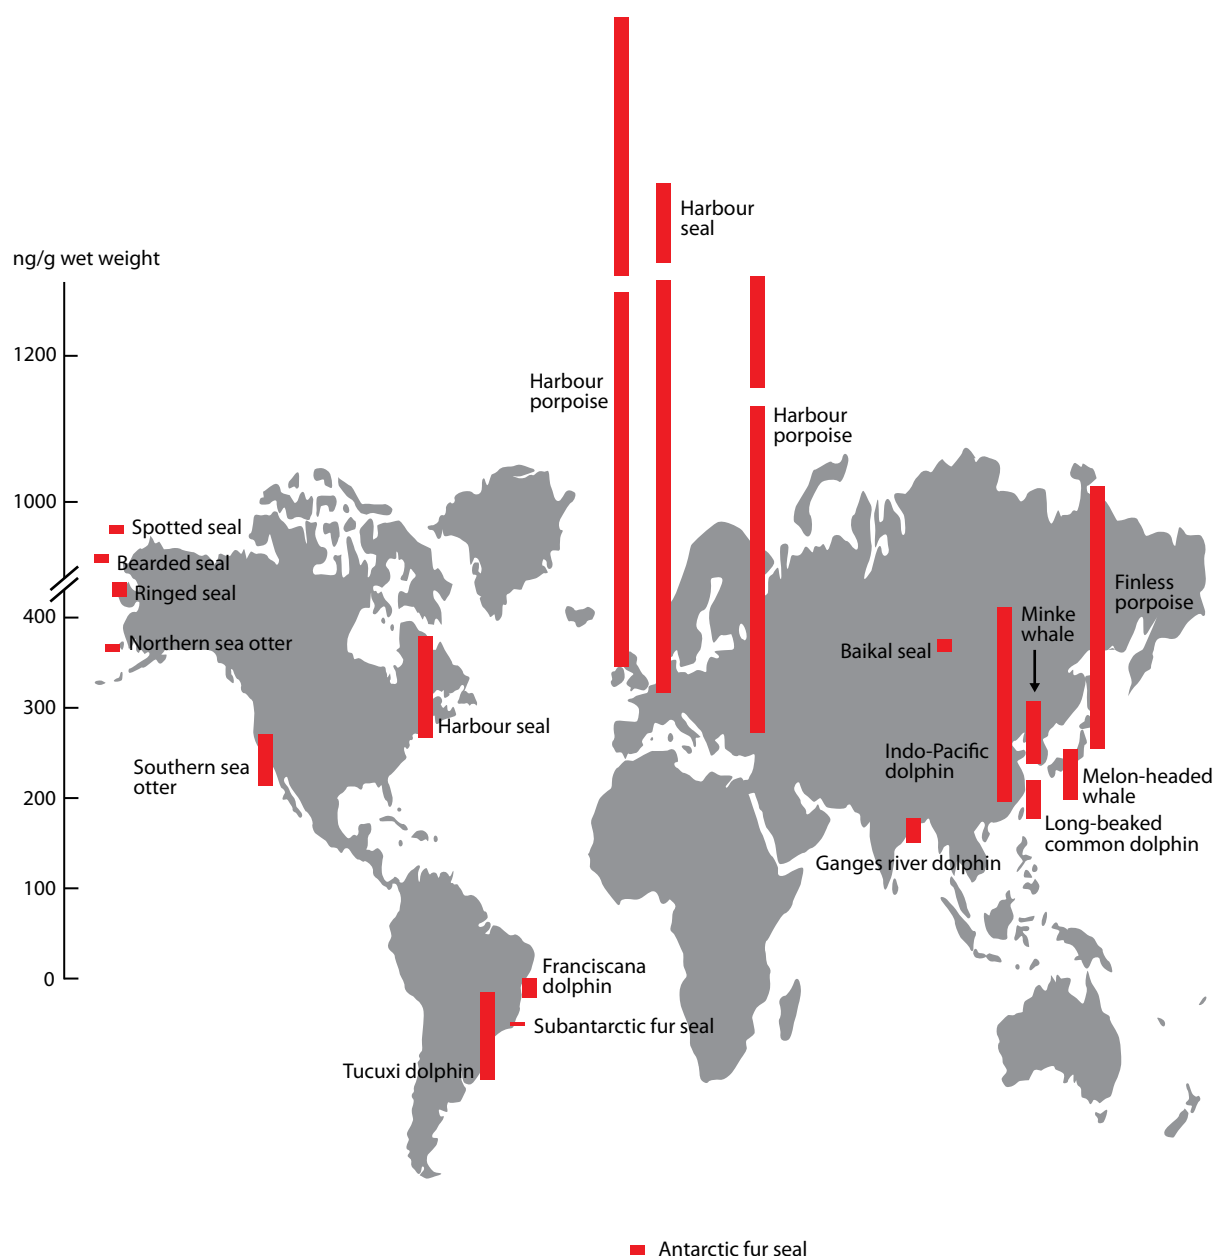 Harbour
seal
ng/g wet weight
1200
Harbour
porpoise
Harbour
porpoise
1000
Spotted seal
Bearded seal
Ringed seal
Finless
porpoise
400
Minke
whale
Northern sea otter
Baikal seal
300
Harbour seal
Indo-Pacific
dolphin
Southern sea
otter
Melon-headed
whale
200
Long-beaked
common dolphin
Ganges river dolphin
100
Franciscana
dolphin
0
Subantarctic fur seal
Tucuxi dolphin
Antarctic fur seal